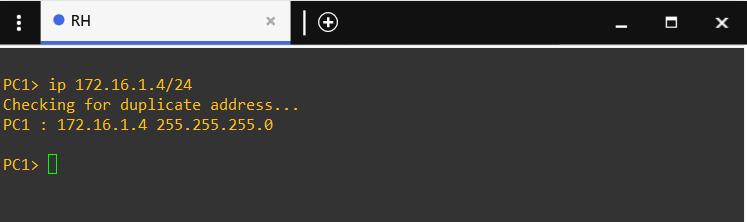 RH
PC1> ip 172.16.1.4/24
Checking for duplicate address...
PC1 : 172.16.1.4 255.255.255.0
PC1>